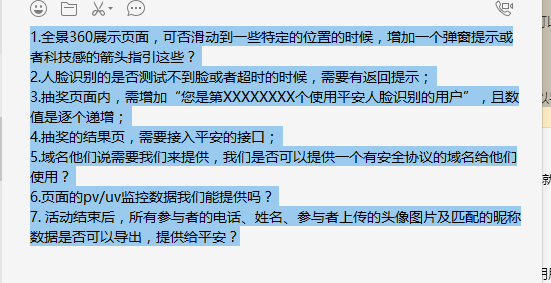 1.全景360展示页面，可否滑动到一些特定的位置的时候，增加一个弹窗提示或
者科技感的箭头指引这些？
2.人脸识别的是否测试不到脸或者超时的时候，需要有返回提示；
3.抽奖页面内，需增加“您是第XXXXXXXX个使用平安人脸识别的用户”，且数
值是逐个递增；
4.抽奖的结果页，需要接入平安的接口；
5.域名他们说需要我们来提供，我们是否可以提供一个有安全协议的域名给他们
使用？
6.页面的pv/uv监控数据我们能提供吗？
7. 活动结束后，所有参与者的电话、姓名、参与者上传的头像图片及匹配的昵称
数据是否可以导出，提供给平安？